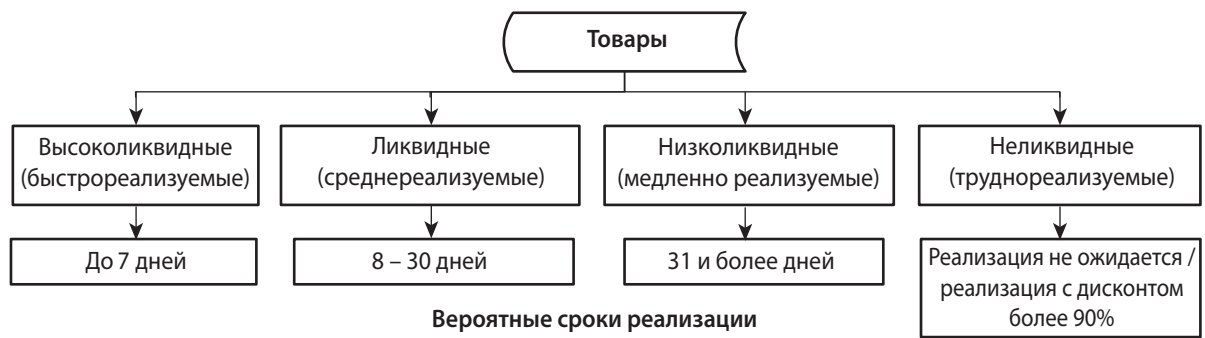 Товары
Высоколиквидные
(быстрореализуемые)
Ликвидные
(среднереализуемые)
Низколиквидные
(медленно реализуемые)
Неликвидные
(труднореализуемые)
До 7 дней
8 – 30 дней
31 и более дней
Реализация не ожидается /
реализация с дисконтом
более 90%
Вероятные сроки реализации